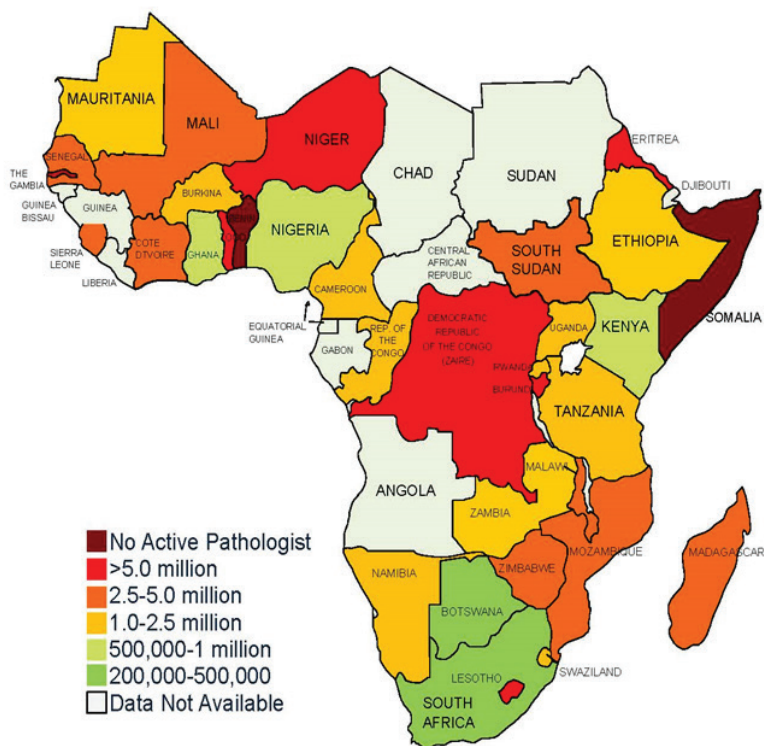 MAURITANIA
MALI
NIGER
CHAD
SUDAN
ERITREA
SENEGAL
THE
GAMBIA
GUINEA
BISSAU
GUINEA
BURKINA
DJIBOUTI
SIERRA
LEONE
COTE
D'TVOIRE
GHANA
TOGO
BENIN
NIGERIA
LIBERIA
CENTRAL
AFRICAN
REPUBLIC
SOUTH
SUDAN
ETHIOPIA
CAMEROON
EQUATORIAL
GUINEA
GABON
REP. OF
THE
CONGO
DEMOCRATIC
REPUBLIC
OF THE CONGO
(ZAIRE)
UGANDA
KENYA
SOMALIA
RWANDA
BURUNDI
TANZANIA
ANGOLA
MALAWI
ZAMBIA
MOZAMBIQUE
MADAGASCAR
NAMIBIA
ZIMBABWE
BOTSWANA
SWAZILAND
LESOTHO
SOUTH
AFRICA
No Active Pathologist
>5.0 million
2.5-5.0 million
1.0-2.5 million
500,000-1 million
200,000-500,000
Data Not Available